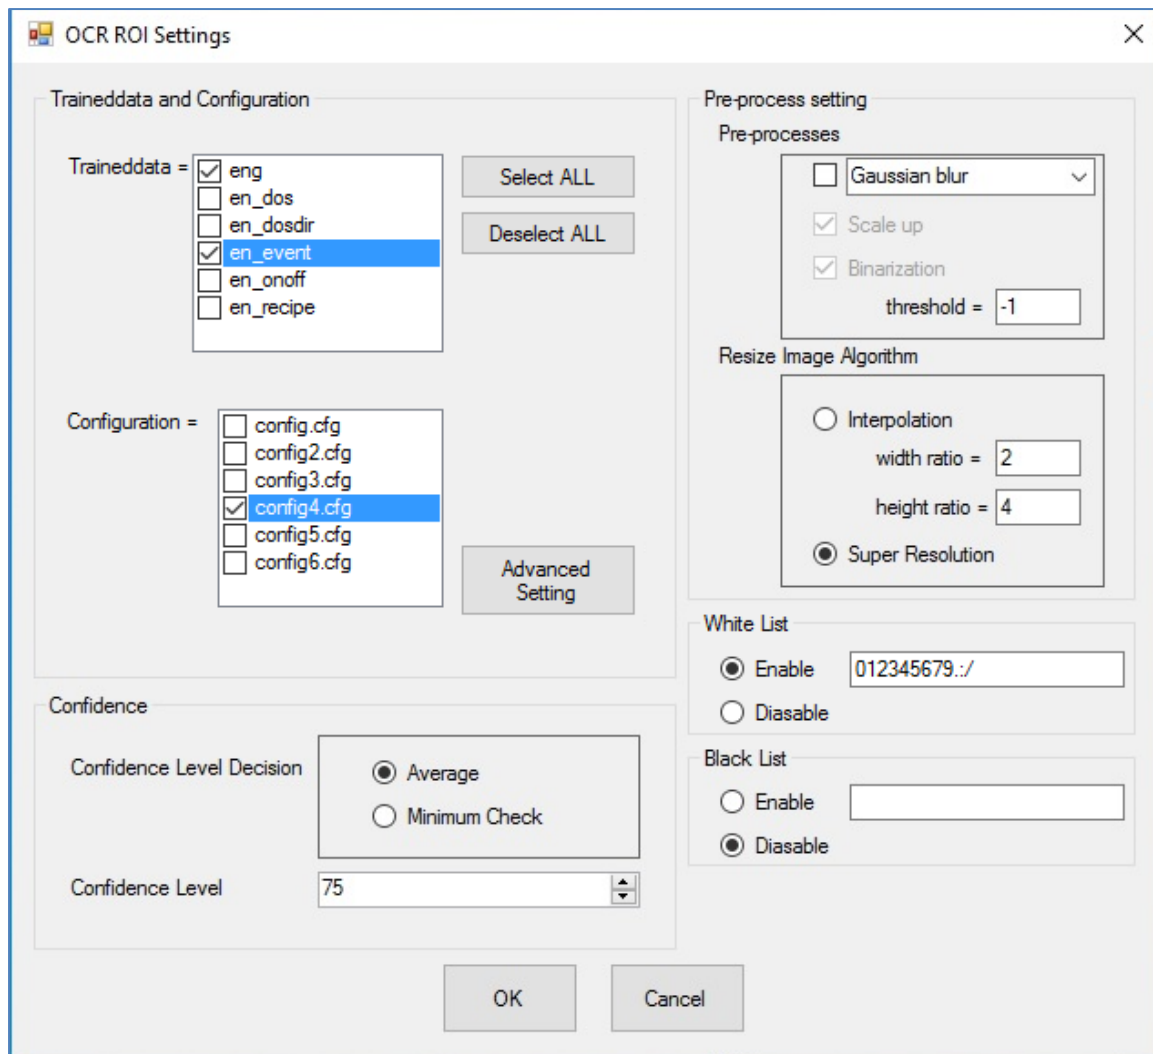 OCR ROI Settings
Traineddata and Configuration
Traineddata =
eng
en_dos
en_dosdir
en_event
en_onoff
en_recipe
Select ALL
Deselect ALL
Configuration =
config.cfg
config2.cfg
config3.cfg
config4.cfg
config5.cfg
config6.cfg
Advanced
Setting
Confidence
Confidence Level Decision
Average
Minimum Check
Confidence Level
75
Pre-process setting
Pre-processes
Gaussian blur
Scale up
Binarization
threshold = -1
Resize Image Algorithm
Interpolation
width ratio = 2
height ratio = 4
Super Resolution
White List
Enable 012345679.:/
Diasable
Black List
Enable
Diasable
OK
Cancel